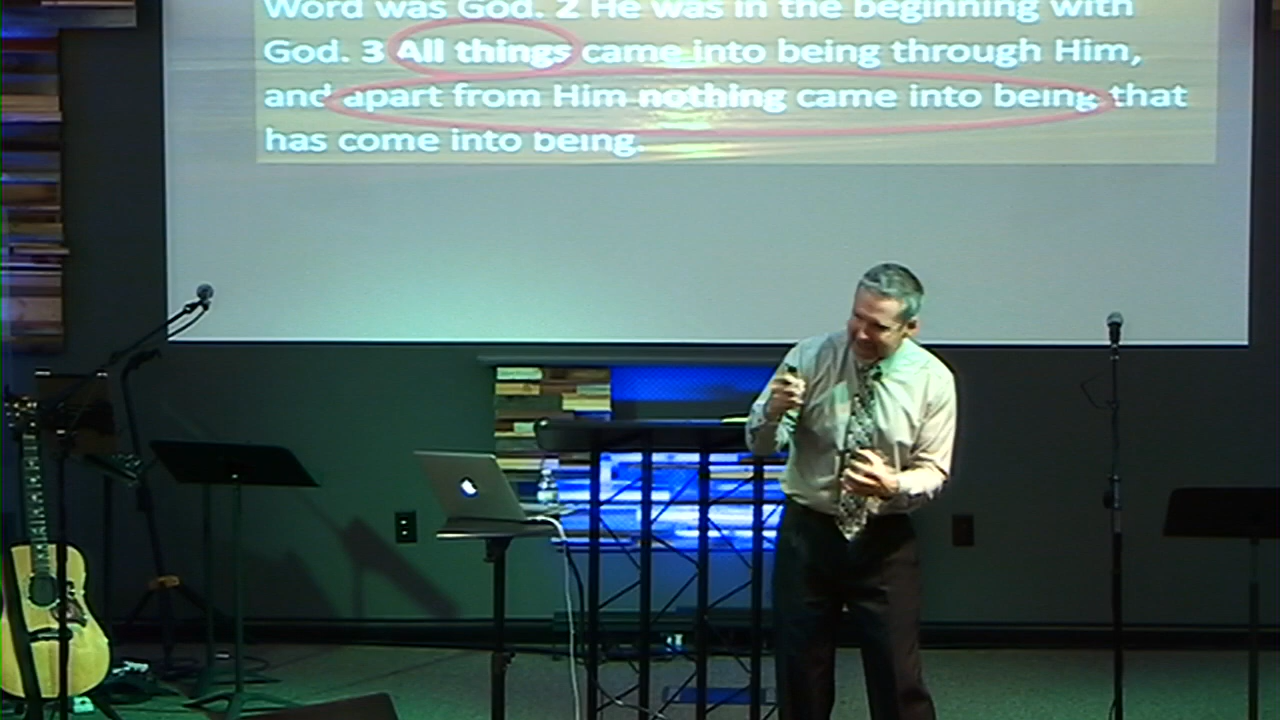 Word was God. 2 He was in the beginning with
God. 3 All things came into being through Him,
and apart from Him nothing came into being that
has come into being.